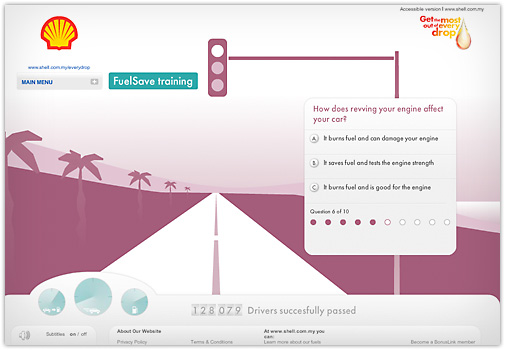 Accessible version | www.shell.com.my
Get the most
out of every
drop
www.shell.com.my/everydrop
MAIN MENU
FuelSave training
How does revving your engine affect
your car?
A. It burns fuel and can damage your engine
B. It saves fuel and tests the engine strength
C. It burns fuel and is good for the engine
Question 6 of 10
128,079 Drivers succesfully passed
Subtitles on / off
About Our Website
Privacy Policy
Terms & Conditions
At www.shell.com.my you
can:
Learn more about our fuels
Become a BonusLink member